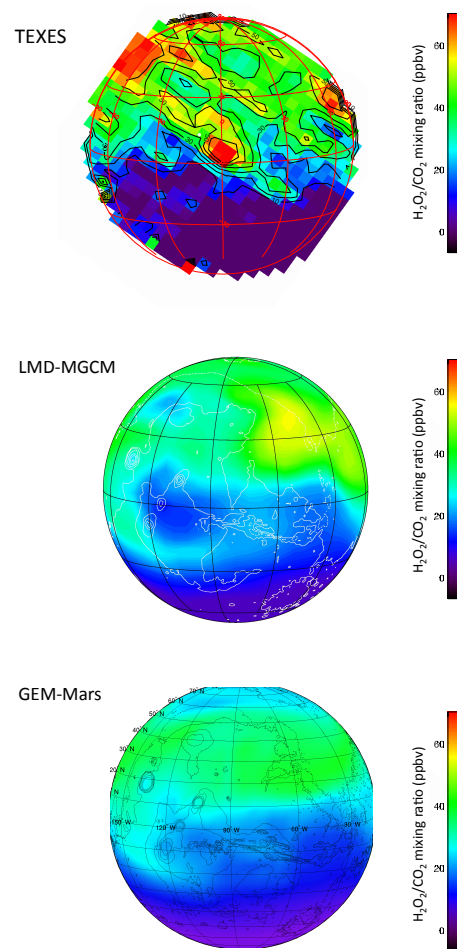 TEXES
60
40
20
0
H₂O₂/CO₂ mixing ratio (ppbv)
LMD-MGCM
60
40
20
0
H₂O₂/CO₂ mixing ratio (ppbv)
GEM-Mars
70° N
60° N
50° N
40° N
30° N
20° N
N
150° W
120° W
90° W
60° W
30° W
60
40
20
0
H₂O₂/CO₂ mixing ratio (ppbv)